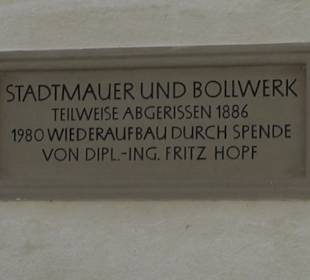 STADTMAUER UND BOLLWERK
TEILWEISE ABGERISSEN 1886
1980 WIEDERAUFBAU DURCH SPENDE
VON DIPL.-ING. FRITZ HOPF